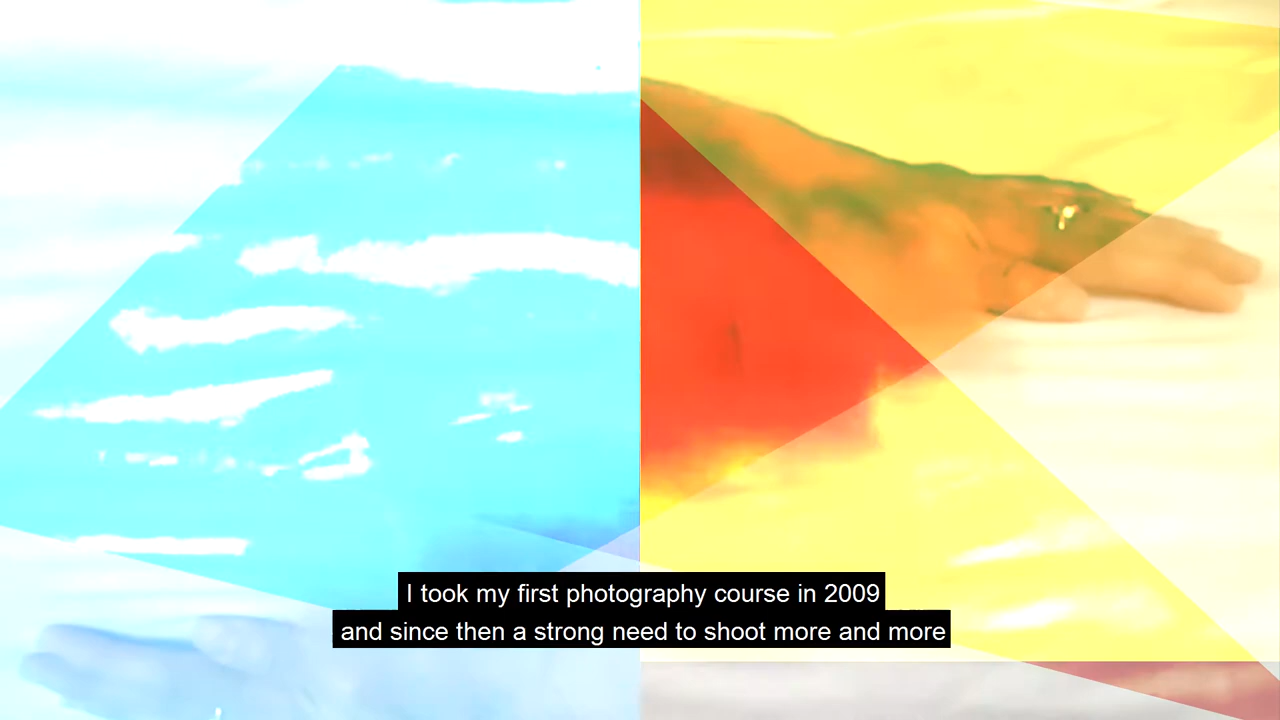 I took my first photography course in 2009
and since then a strong need to shoot more and more